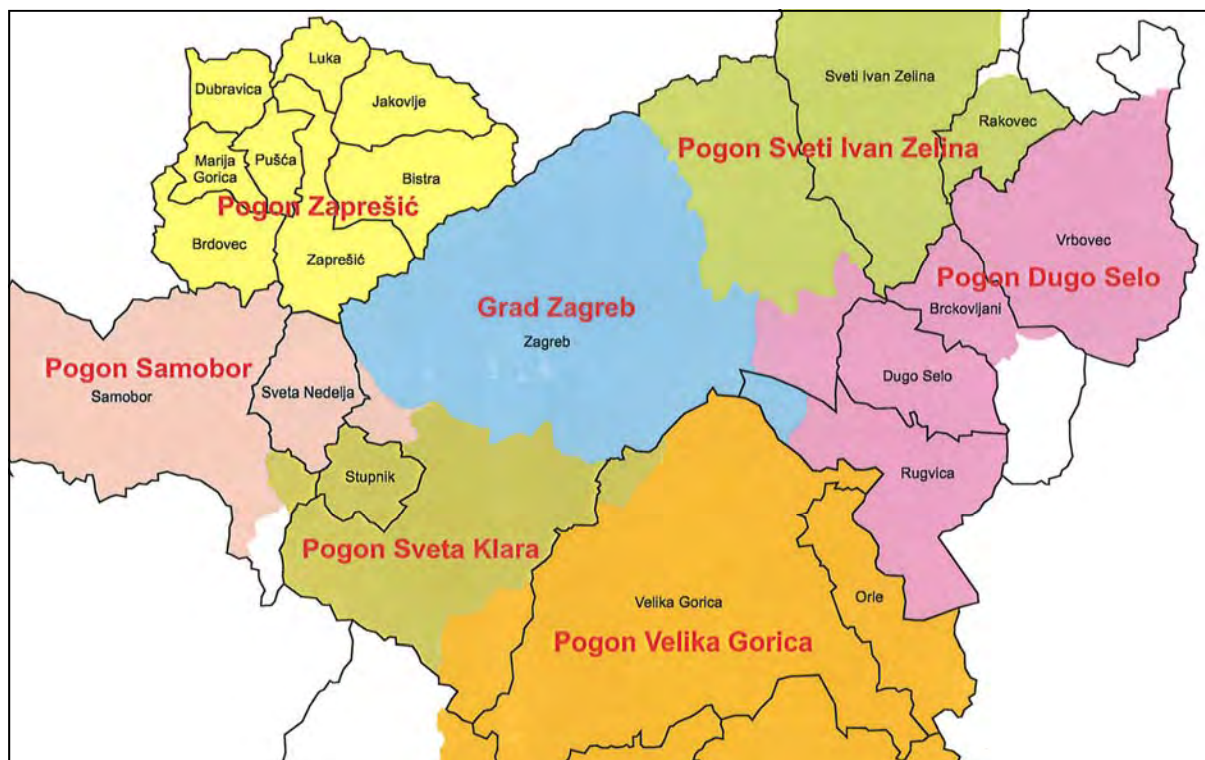 Luka
Dubravica
Jakovlje
Marija
Gorica
Pušća
Bistra
Pogon Zaprešić
Brdovec
Zaprešić
Sveti Ivan Zelina
Rakovec
Pogon Sveti Ivan Zelina
Vrbovec
Pogon Dugo Selo
Brckovljani
Dugo Selo
Rugvica
Grad Zagreb
Zagreb
Pogon Samobor
Samobor
Sveta Nedelja
Stupnik
Pogon Sveta Klara
Velika Gorica
Orle
Pogon Velika Gorica